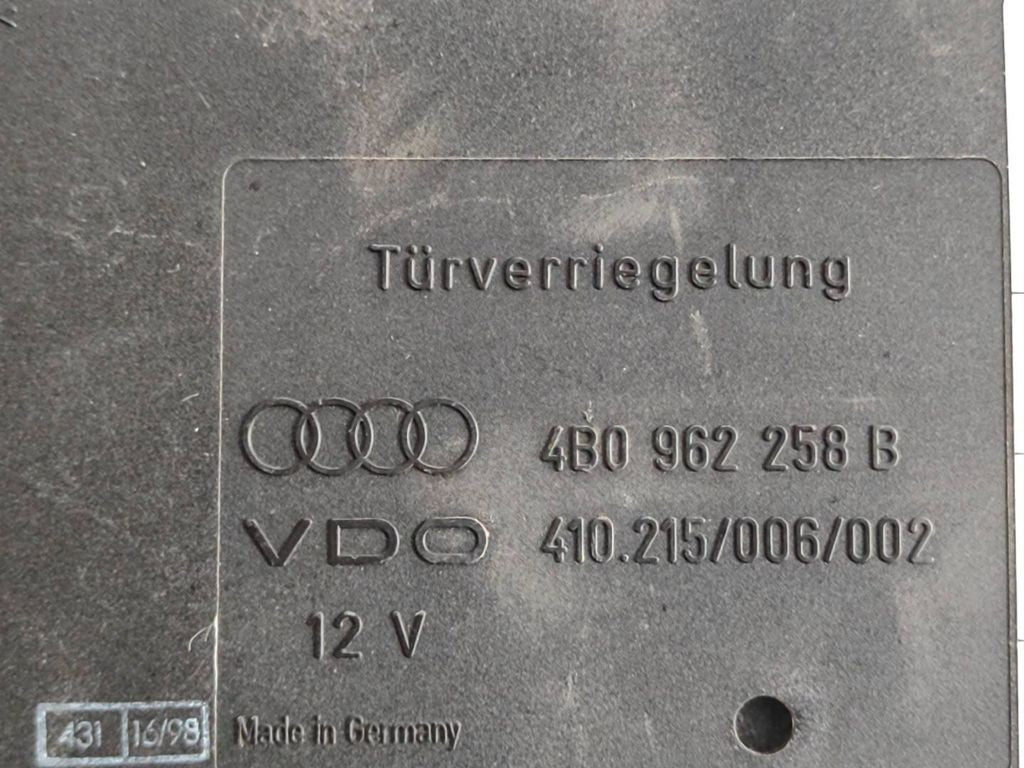 Türverriegelung
4B0 962 258 B
VDO 410.215/006/002
12 V
431 16/98 Made in Germany